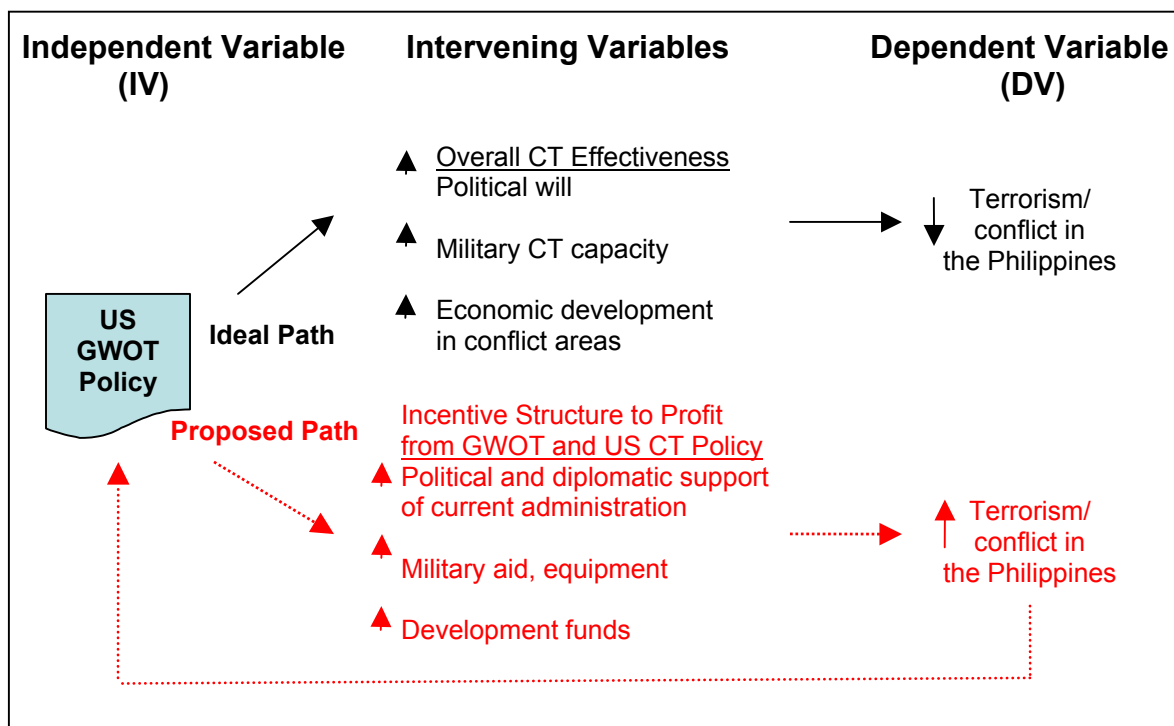 Independent Variable
(IV)
Intervening Variables
Dependent Variable
(DV)
Overall CT Effectiveness
Political will
Military CT capacity
Economic development
in conflict areas
Terrorism/
conflict in
the Philippines
US
GWOT
Policy
Ideal Path
Proposed Path
Incentive Structure to Profit
from GWOT and US CT Policy
Political and diplomatic support
of current administration
Military aid, equipment
Development funds
Terrorism/
conflict in
the Philippines